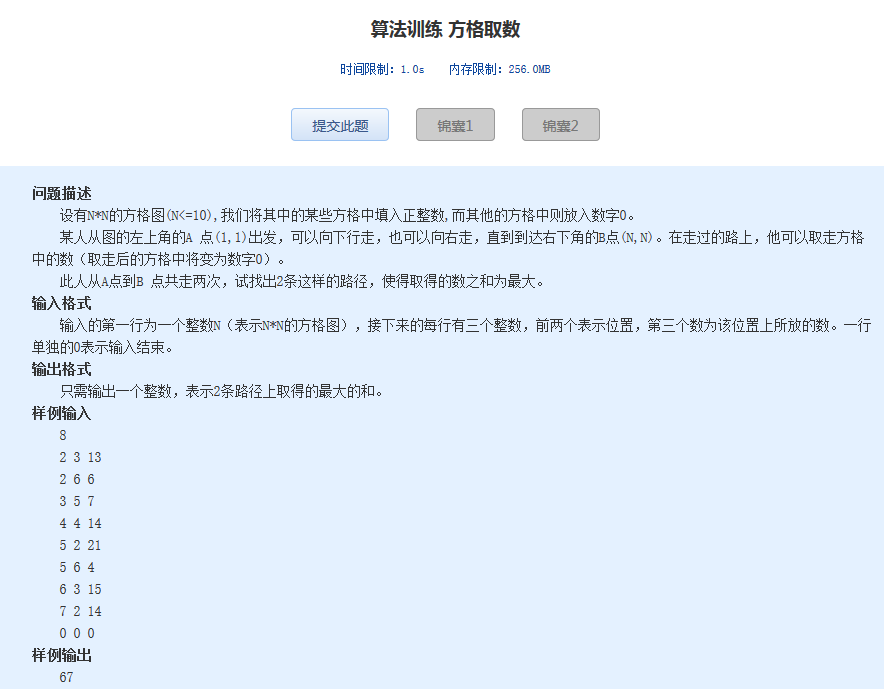 算法训练 方格取数
时间限制：1.0s 内存限制：256.0MB
提交此题 锦囊1 锦囊2
问题描述
设有N*N的方格图(N<=10),我们将其中的某些方格中填入正整数,而其他的方格中则放入数字0。
某人从图的左上角的A 点(1,1)出发，可以向下行走，也可以向右走，直到到达右下角的B点(N,N)。在走过的路上，他可以取走方格
中的数（取走后的方格中将变为数字0）。
此人从A点到B 点共走两次，试找出2条这样的路径，使得取得的数之和为最大。
输入格式
输入的第一行为一个整数N（表示N*N的方格图），接下来的每行有三个整数，前两个表示位置，第三个数为该位置上所放的数。一行
单独的0表示输入结束。
输出格式
只需输出一个整数，表示2条路径上取得的最大的和。
样例输入
8
2 3 13
2 6 6
3 5 7
4 4 14
5 2 21
5 6 4
6 3 15
7 2 14
0 0 0
样例输出
67